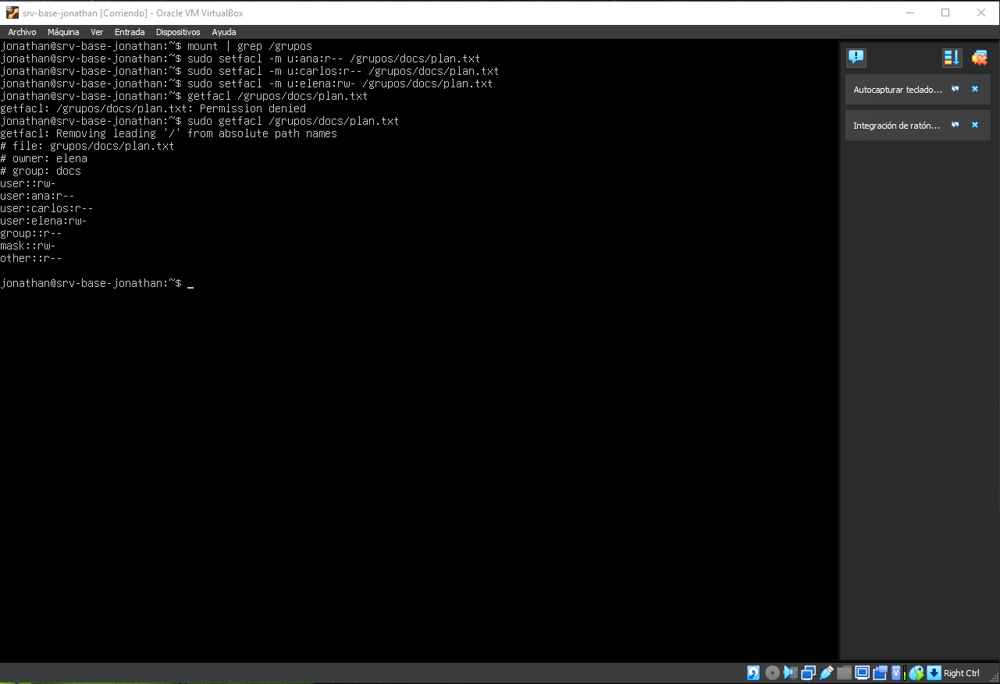 srv-base-jonathan [Corriendo] - Oracle VM VirtualBox
Archivo Máquina Ver Entrada Dispositivos Ayuda
jonathan@srv-base-jonathan:~$ mount | grep /grupos
jonathan@srv-base-jonathan:~$ sudo setfacl -m u:ana:r-- /grupos/docs/plan.txt
jonathan@srv-base-jonathan:~$ sudo setfacl -m u:carlos:r-- /grupos/docs/plan.txt
jonathan@srv-base-jonathan:~$ sudo setfacl -m u:elena:rw- /grupos/docs/plan.txt
jonathan@srv-base-jonathan:~$ getfacl /grupos/docs/plan.txt
getfacl: /grupos/docs/plan.txt: Permission denied
jonathan@srv-base-jonathan:~$ sudo getfacl /grupos/docs/plan.txt
getfacl: Removing leading '/' from absolute path names
# file: grupos/docs/plan.txt
# owner: elena
# group: docs
user::rw-
user:ana:r--
user:carlos:r--
user:elena:rw-
group::r--
mask::rw-
other::r--
jonathan@srv-base-jonathan:~$ _
Autocapturar teclado...
Integración de ratón...
Right Ctrl